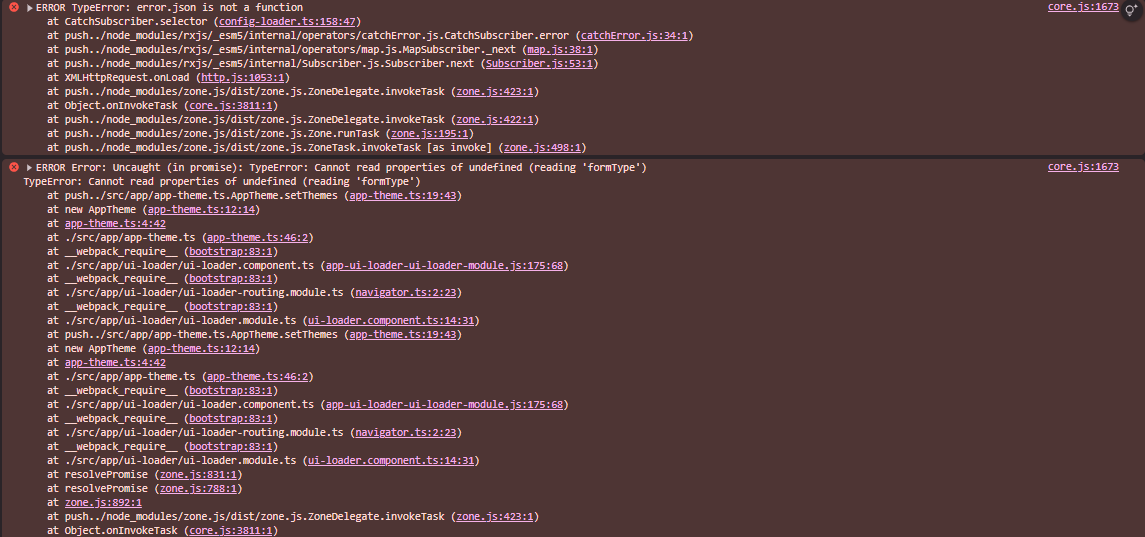 ERROR TypeError: error.json is not a function core.js:1673
at CatchSubscriber.selector (config-loader.ts:158:47)
at push../node_modules/rxjs/_esm5/internal/operators/catchError.js.CatchSubscriber.error (catchError.js:34:1)
at push../node_modules/rxjs/_esm5/internal/operators/map.js.MapSubscriber._next (map.js:38:1)
at push../node_modules/rxjs/_esm5/internal/Subscriber.js.Subscriber.next (Subscriber.js:53:1)
at XMLHttpRequest.onLoad (http.js:1053:1)
at push../node_modules/zone.js/dist/zone.js.ZoneDelegate.invokeTask (zone.js:423:1)
at Object.onInvokeTask (core.js:3811:1)
at push../node_modules/zone.js/dist/zone.js.ZoneDelegate.invokeTask (zone.js:422:1)
at push../node_modules/zone.js/dist/zone.js.Zone.runTask (zone.js:195:1)
at push../node_modules/zone.js/dist/zone.js.ZoneTask.invokeTask [as invoke] (zone.js:498:1)
ERROR Error: Uncaught (in promise): TypeError: Cannot read properties of undefined (reading 'formType') core.js:1673
TypeError: Cannot read properties of undefined (reading 'formType')
at push../src/app/app-theme.ts.AppTheme.setThemes (app-theme.ts:19:43)
at new AppTheme (app-theme.ts:12:14)
at app-theme.ts:4:42
at ./src/app/app-theme.ts (app-theme.ts:46:2)
at __webpack_require__ (bootstrap:83:1)
at ./src/app/ui-loader/ui-loader.component.ts (app-ui-loader-ui-loader-module.js:175:68)
at __webpack_require__ (bootstrap:83:1)
at ./src/app/ui-loader/ui-loader-routing.module.ts (navigator.ts:2:23)
at __webpack_require__ (bootstrap:83:1)
at ./src/app/ui-loader/ui-loader.module.ts (ui-loader.component.ts:14:31)
at push../src/app/app-theme.ts.AppTheme.setThemes (app-theme.ts:19:43)
at new AppTheme (app-theme.ts:12:14)
at app-theme.ts:4:42
at ./src/app/app-theme.ts (app-theme.ts:46:2)
at __webpack_require__ (bootstrap:83:1)
at ./src/app/ui-loader/ui-loader.component.ts (app-ui-loader-ui-loader-module.js:175:68)
at __webpack_require__ (bootstrap:83:1)
at ./src/app/ui-loader/ui-loader-routing.module.ts (navigator.ts:2:23)
at __webpack_require__ (bootstrap:83:1)
at ./src/app/ui-loader/ui-loader.module.ts (ui-loader.component.ts:14:31)
at resolvePromise (zone.js:831:1)
at resolvePromise (zone.js:788:1)
at zone.js:892:1
at push../node_modules/zone.js/dist/zone.js.ZoneDelegate.invokeTask (zone.js:423:1)
at Object.onInvokeTask (core.js:3811:1)